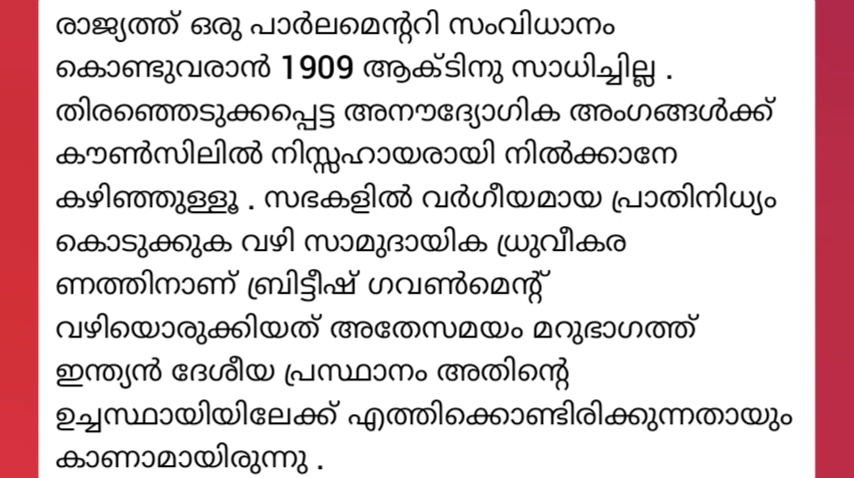 രാജ്യത്ത് ഒരു പാർലമെന്ററി സംവിധാനം
കൊണ്ടുവരാൻ 1909 ആക്ടിനു സാധിച്ചില്ല .
തിരഞ്ഞെടുക്കപ്പെട്ട അനൗദ്യോഗിക അംഗങ്ങൾക്ക്
കൗൺസിലിൽ നിസ്സഹായരായി നിൽക്കാനേ
കഴിഞ്ഞുള്ളൂ . സഭകളിൽ വർഗീയമായ പ്രാതിനിധ്യം
കൊടുക്കുക വഴി സാമുദായിക ധ്രുവീകര
ണത്തിനാണ് ബ്രിട്ടീഷ് ഗവൺമെന്റ്
വഴിയൊരുക്കിയത് അതേസമയം മറുഭാഗത്ത്
ഇന്ത്യൻ ദേശീയ പ്രസ്ഥാനം അതിന്റെ
ഉച്ചസ്ഥായിയിലേക്ക് എത്തിക്കൊണ്ടിരിക്കുന്നതായും
കാണാമായിരുന്നു .